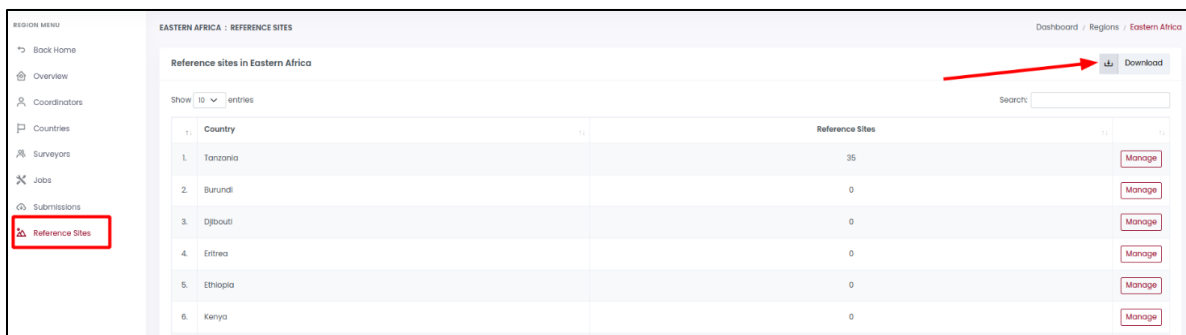 REGION MENU
Back Home
Overview
Coordinators
Countries
Surveyors
Jobs
Submissions
Reference Sites
EASTERN AFRICA : REFERENCE SITES
Dashboard / Regions / Eastern Africa
Reference sites in Eastern Africa
Download
Show 10 entries
Search:
Country Reference Sites
1. Tanzania 35 Manage
2. Burundi 0 Manage
3. Djibouti 0 Manage
4. Eritrea 0 Manage
5. Ethiopia 0 Manage
6. Kenya 0 Manage